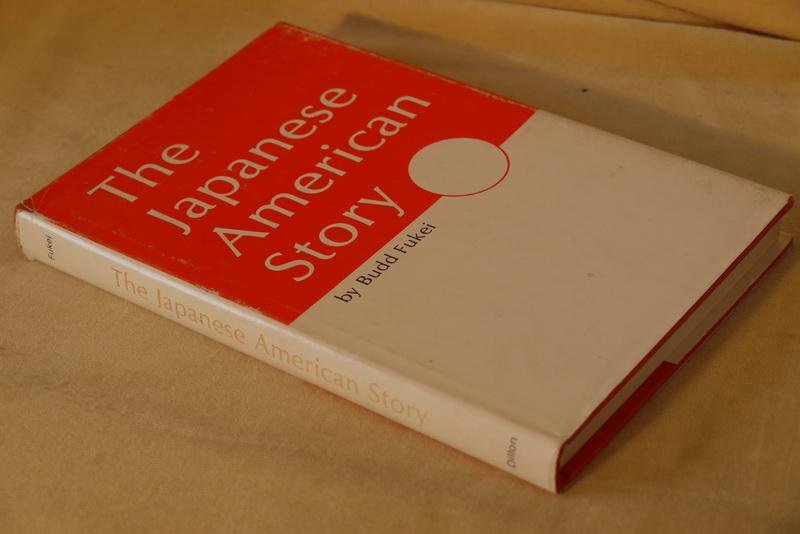 The
Japanese
American
Story
by Budd Fukei
Fukei
The Japanese American Story
Dillon